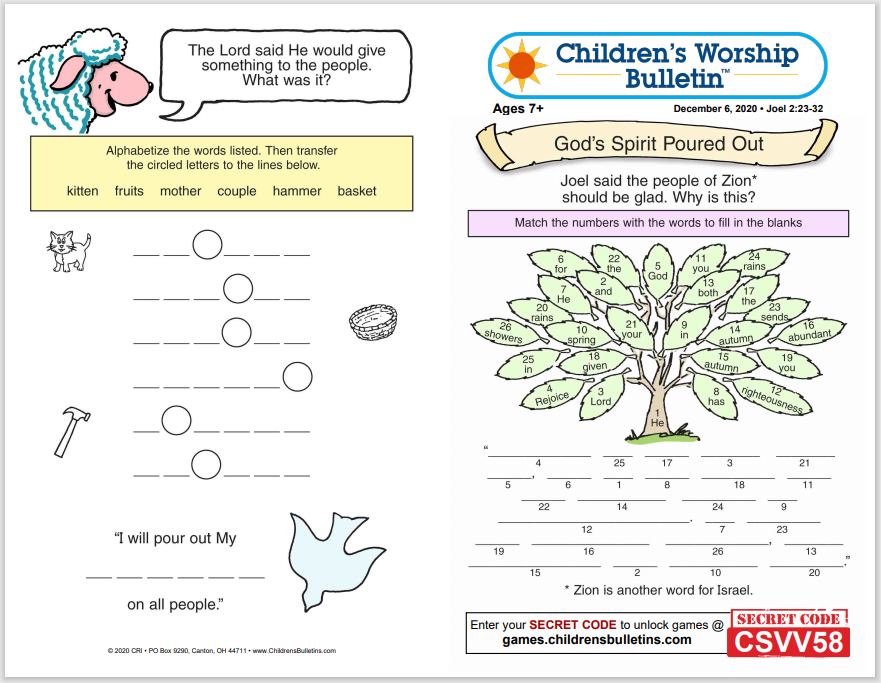 The Lord said He would give
something to the people.
What was it?
Alphabetize the words listed. Then transfer
the circled letters to the lines below.
kitten fruits mother couple hammer basket
“I will pour out My
on all people.”
© 2020 CRI • PO Box 9290, Canton, OH 44711 • www.ChildrensBulletins.com
Children’s Worship
Bulletin™
Ages 7+
December 6, 2020 • Joel 2:23-32
God’s Spirit Poured Out
Joel said the people of Zion*
should be glad. Why is this?
Match the numbers with the words to fill in the blanks
6
for
22
the
5
God
11
you
24
rains
7
He
2
and
13
both
17
the
20
rains
23
sends
26
showers
10
spring
21
your
9
in
14
autumn
16
abundant
25
in
18
given
15
autumn
19
you
4
Rejoice
3
Lord
8
has
12
righteousness
1
He
“
4 25 17 3 21
,
5 6 1 8 18 11
22 14 24 9
.
12 7 23
,
19 16 26 13
.”
15 2 10 20
* Zion is another word for Israel.
Enter your SECRET CODE to unlock games @
games.childrensbulletins.com
SECRET CODE
CSVV58